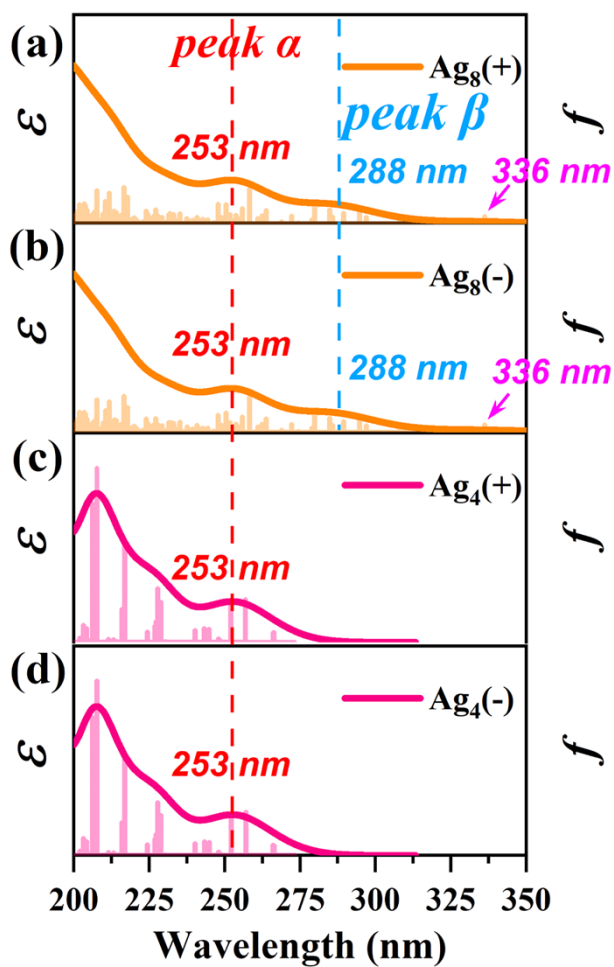 (a)
peak α
Ag₈(+)
peak β
253 nm
288 nm
336 nm
ε
f
(b)
Ag₈(-)
253 nm
288 nm
336 nm
ε
f
(c)
Ag₄(+)
253 nm
ε
f
(d)
Ag₄(-)
253 nm
ε
f
200 225 250 275 300 325 350
Wavelength (nm)